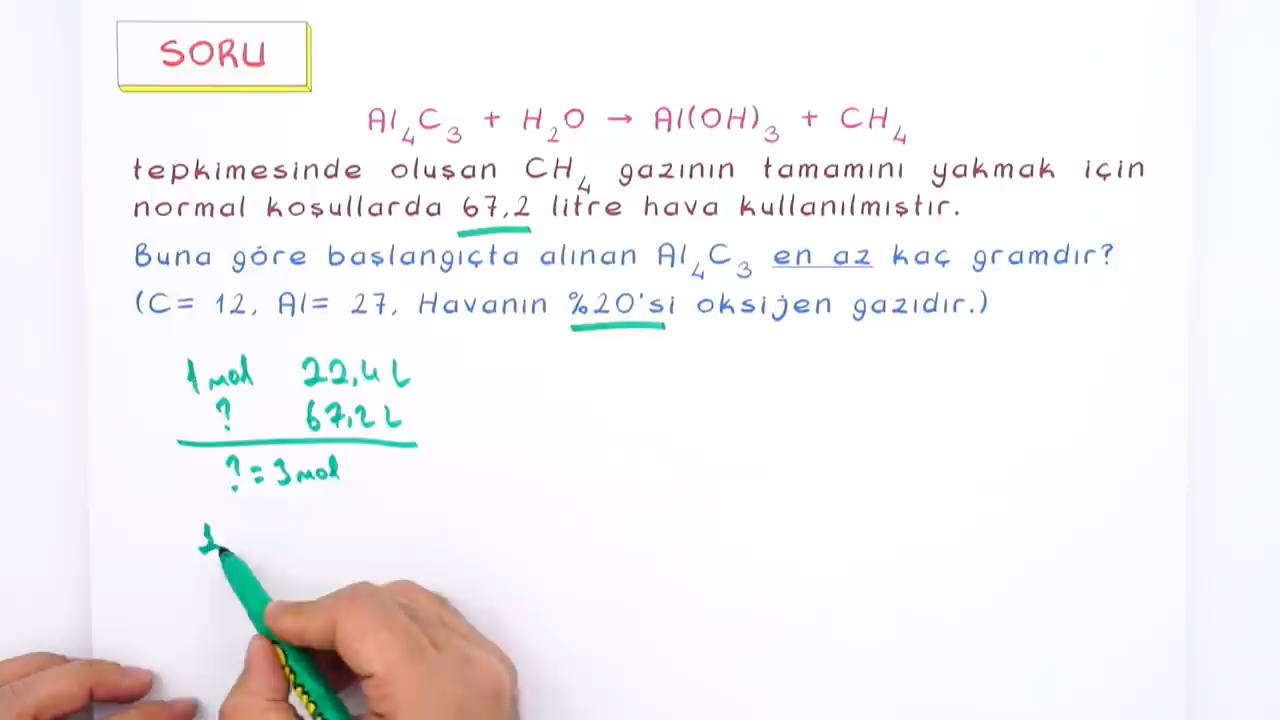 SORU
Al₄C₃ + H₂O → Al(OH)₃ + CH₄
tepkimesinde oluşan CH₄ gazının tamamını yakmak için
normal koşullarda 67,2 litre hava kullanılmıştır.
Buna göre başlangıçta alınan Al₄C₃ en az kaç gramdır?
(C= 12, Al= 27, Havanın %20'si oksijen gazıdır.)
1 mol 22,4 L
? 67,2 L
? = 3 mol
1